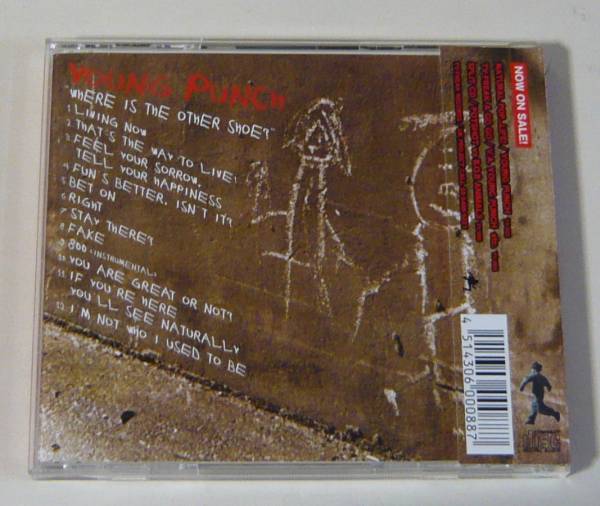 YOUNG PUNCH
"WHERE IS THE OTHER SHOE?"
1 LIVING NOW
2 THAT'S THE WAY TO LIVE!
3 FEEL YOUR SORROW,
TELL YOUR HAPPINESS
4 FUN'S BETTER, ISN'T IT?
5 BET ON
6 RIGHT
7 STAY THERE?
8 FAKE
9 800 (INSTRUMENTAL)
10 YOU ARE GREAT OR NOT?
11 IF YOU'RE HERE
YOU'LL SEE NATURALLY
12 I'M NOT WHO I USED TO BE
NOW ON SALE!
4 514306 000887